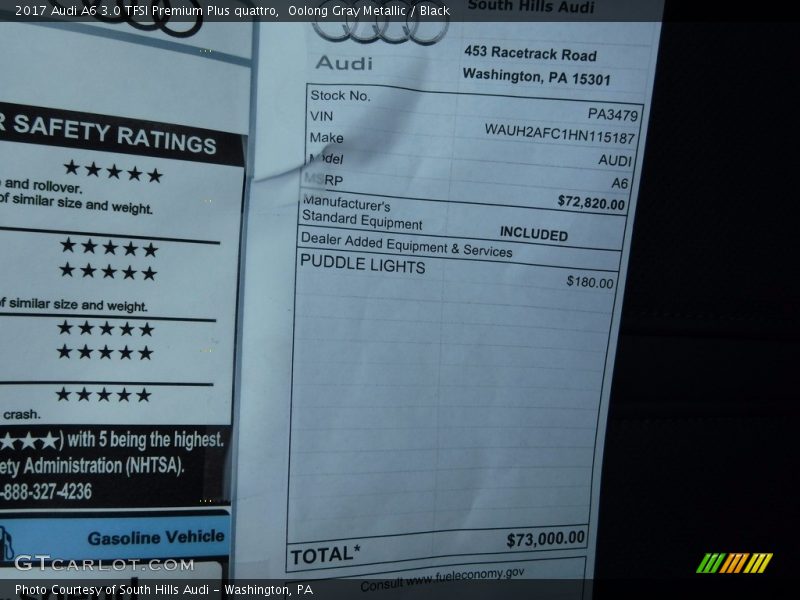 2017 Audi A6 3.0 TFSI Premium Plus quattro,  Oolong Gray Metallic / Black
R SAFETY RATINGS
★★★★★
and rollover.
of similar size and weight.
★★★★★
★★★★★
of similar size and weight.
★★★★★
★★★★★
★★★★★
crash.
★★★) with 5 being the highest.
ety Administration (NHTSA).
-888-327-4236
Gasoline Vehicle
South Hills Audi
Audi
453 Racetrack Road
Washington, PA 15301
Stock No. PA3479
VIN WAUH2AFC1HN115187
Make AUDI
Model A6
MSRP $72,820.00
Manufacturer's
Standard Equipment INCLUDED
Dealer Added Equipment & Services
PUDDLE LIGHTS $180.00
TOTAL* $73,000.00
Consult www.fueleconomy.gov
GTCARLOT.COM
Photo Courtesy of South Hills Audi - Washington, PA